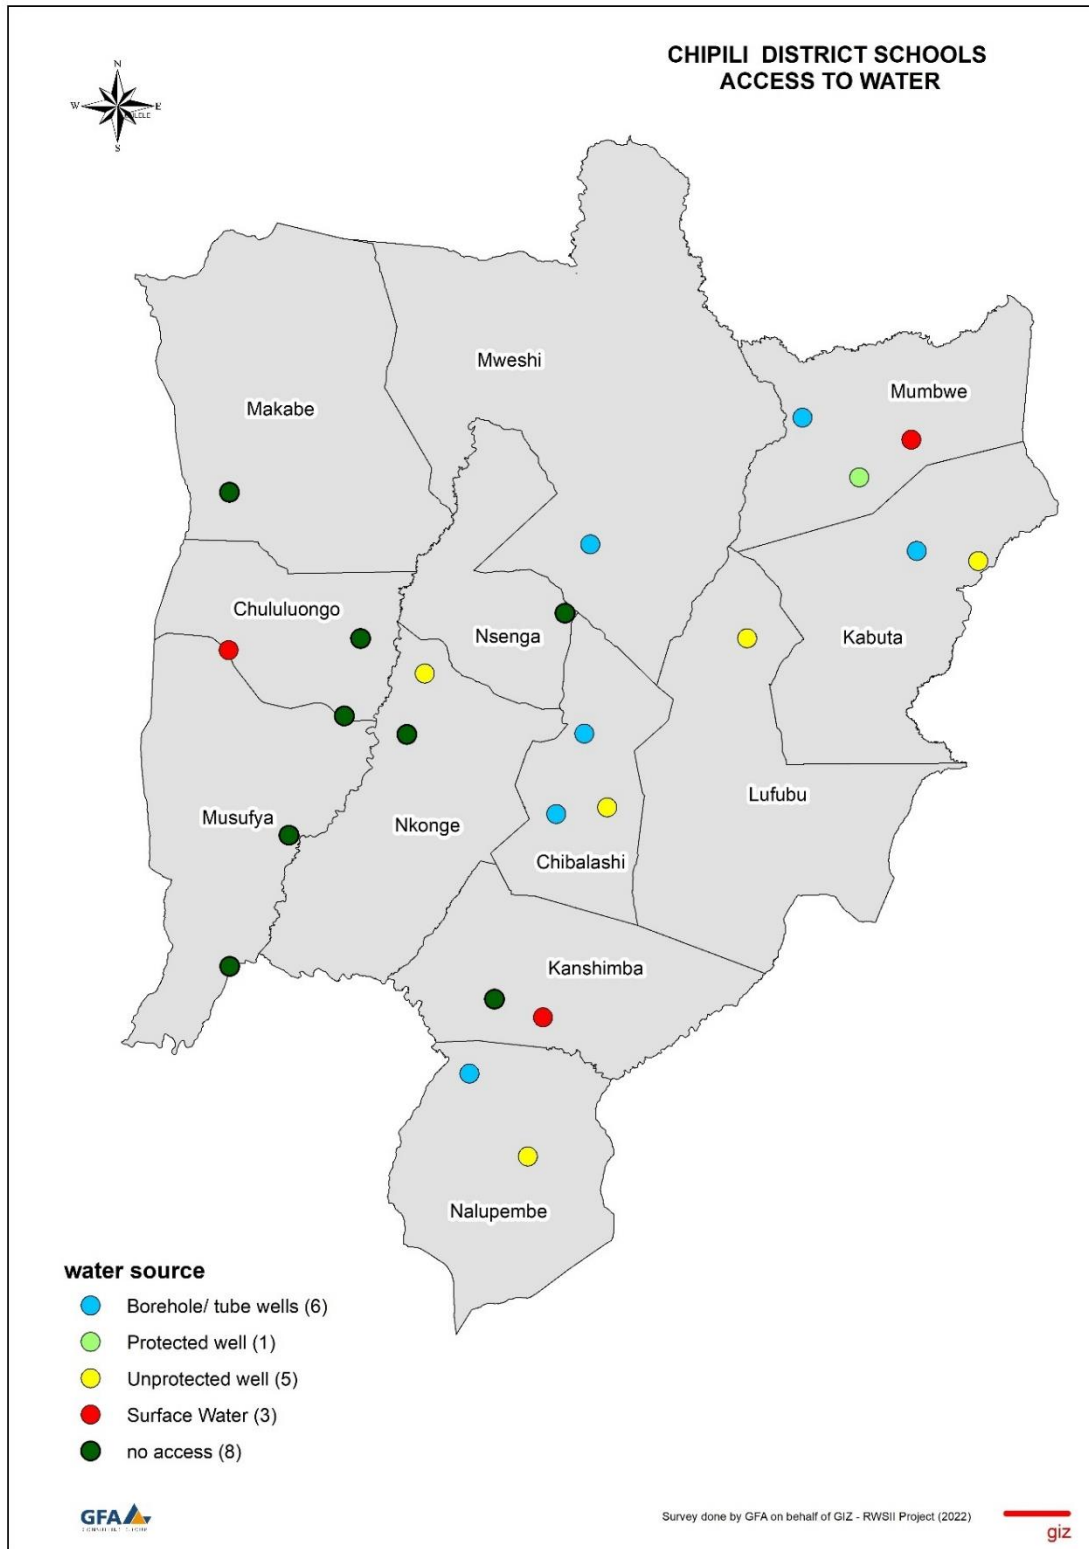 CHIPILI DISTRICT SCHOOLS
ACCESS TO WATER
N
W
E
S
Mweshi
Mumbwe
Makabe
Chululuongo
Nsenga
Kabuta
Lufubu
Musufya
Nkonge
Chibalashi
Kanshimba
Nalupembe
water source
Borehole/ tube wells (6)
Protected well (1)
Unprotected well (5)
Surface Water (3)
no access (8)
GFA
Survey done by GFA on behalf of GIZ - RWSII Project (2022)
giz